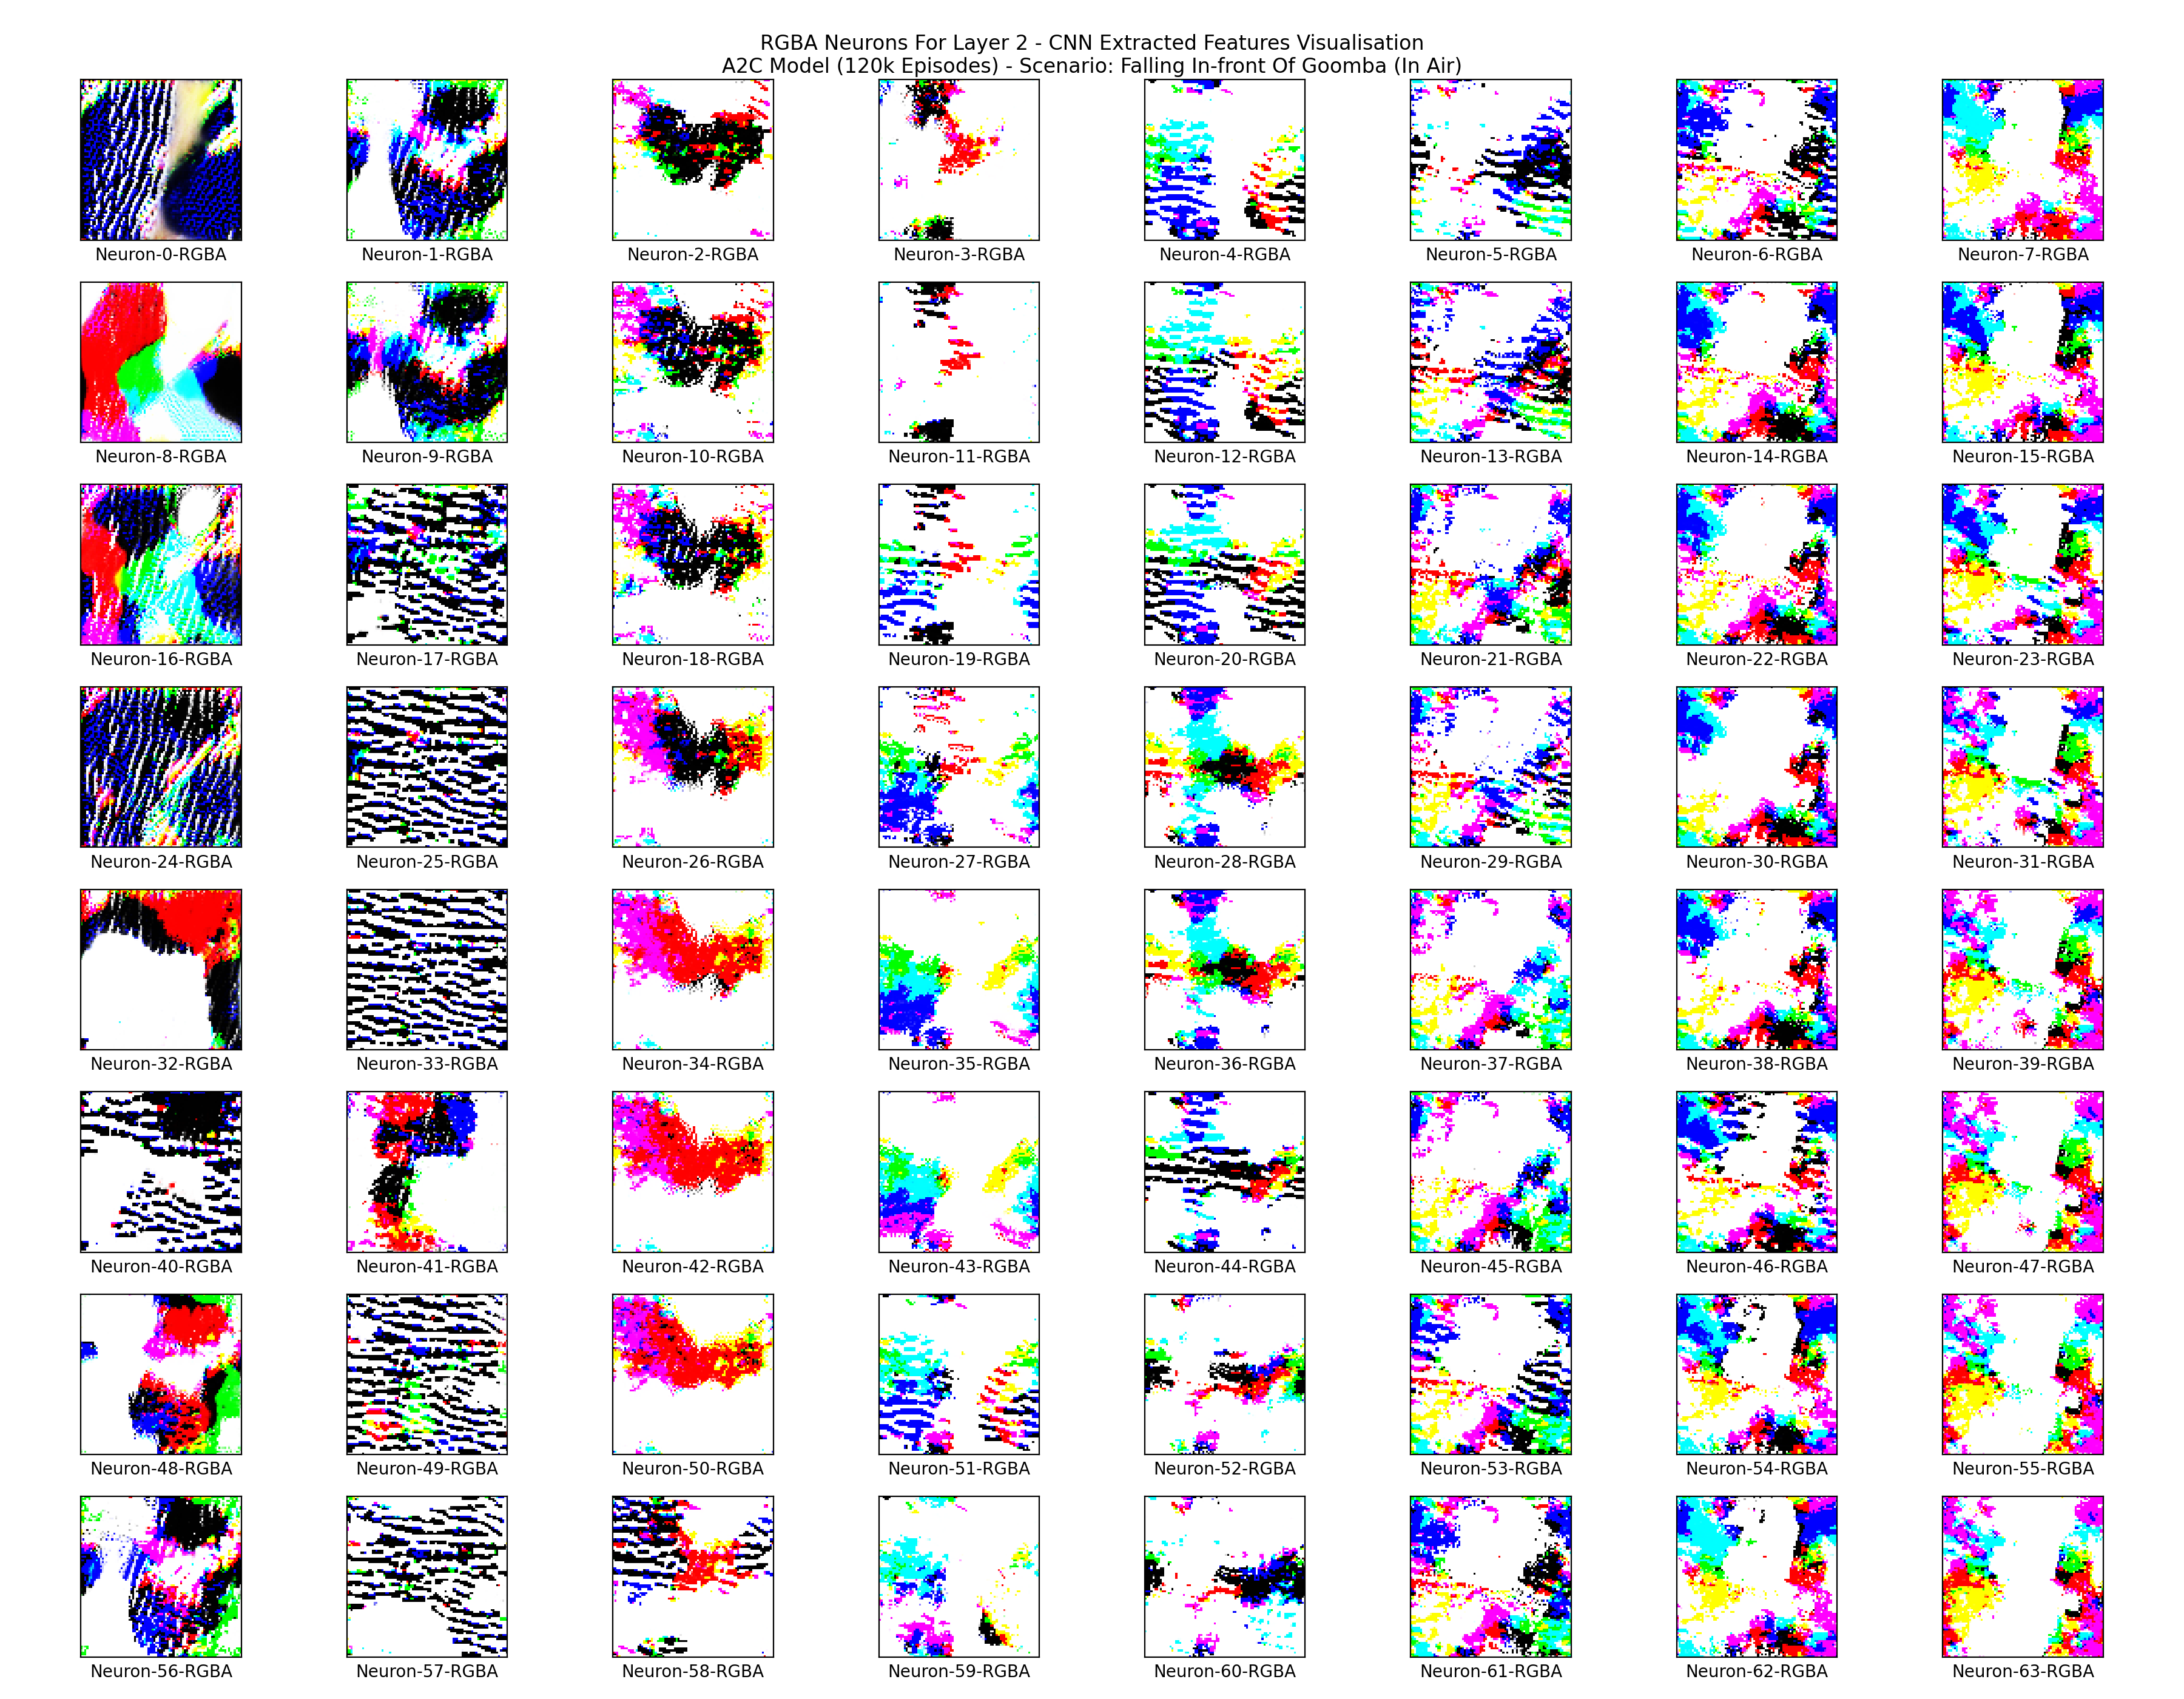 RGBA Neurons For Layer 2 - CNN Extracted Features Visualisation
A2C Model (120k Episodes) - Scenario: Falling In-front Of Goomba (In Air)
Neuron-0-RGBA Neuron-1-RGBA Neuron-2-RGBA Neuron-3-RGBA Neuron-4-RGBA Neuron-5-RGBA Neuron-6-RGBA Neuron-7-RGBA
Neuron-8-RGBA Neuron-9-RGBA Neuron-10-RGBA Neuron-11-RGBA Neuron-12-RGBA Neuron-13-RGBA Neuron-14-RGBA Neuron-15-RGBA
Neuron-16-RGBA Neuron-17-RGBA Neuron-18-RGBA Neuron-19-RGBA Neuron-20-RGBA Neuron-21-RGBA Neuron-22-RGBA Neuron-23-RGBA
Neuron-24-RGBA Neuron-25-RGBA Neuron-26-RGBA Neuron-27-RGBA Neuron-28-RGBA Neuron-29-RGBA Neuron-30-RGBA Neuron-31-RGBA
Neuron-32-RGBA Neuron-33-RGBA Neuron-34-RGBA Neuron-35-RGBA Neuron-36-RGBA Neuron-37-RGBA Neuron-38-RGBA Neuron-39-RGBA
Neuron-40-RGBA Neuron-41-RGBA Neuron-42-RGBA Neuron-43-RGBA Neuron-44-RGBA Neuron-45-RGBA Neuron-46-RGBA Neuron-47-RGBA
Neuron-48-RGBA Neuron-49-RGBA Neuron-50-RGBA Neuron-51-RGBA Neuron-52-RGBA Neuron-53-RGBA Neuron-54-RGBA Neuron-55-RGBA
Neuron-56-RGBA Neuron-57-RGBA Neuron-58-RGBA Neuron-59-RGBA Neuron-60-RGBA Neuron-61-RGBA Neuron-62-RGBA Neuron-63-RGBA